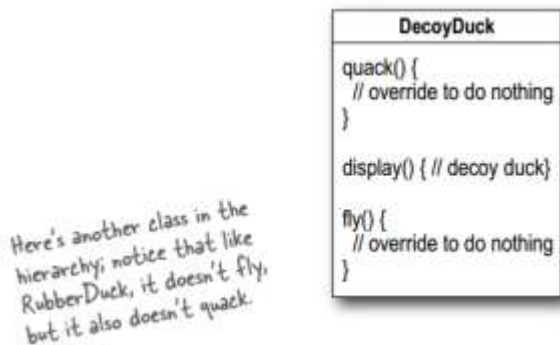 DecoyDuck
quack() {
// override to do nothing
}
display() { // decoy duck}
fly() {
// override to do nothing
}
Here's another class in the
hierarchy; notice that like
RubberDuck, it doesn't fly,
but it also doesn't quack.